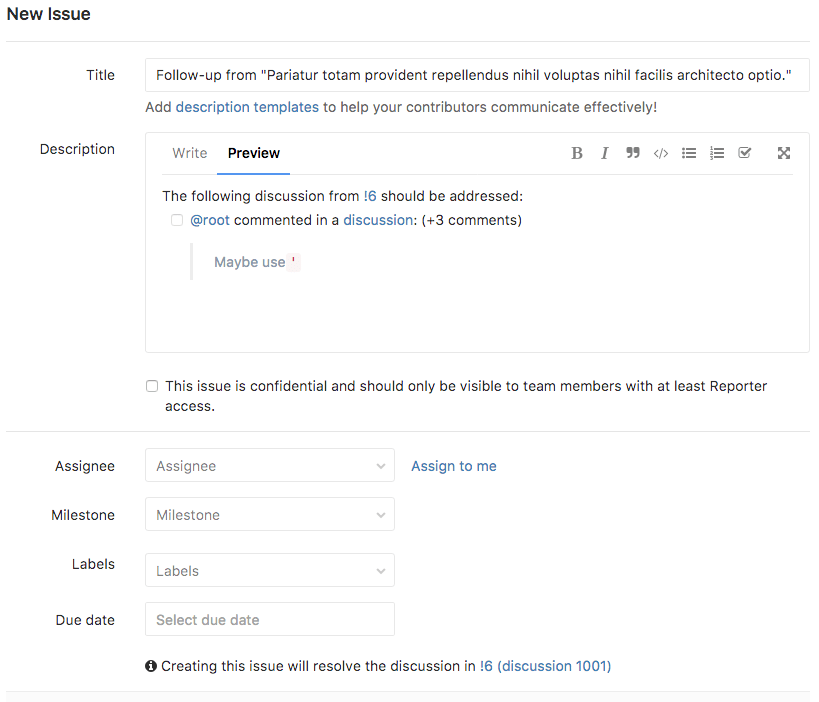 New Issue
Title
Follow-up from "Pariatur totam provident repellendus nihil voluptas nihil facilis architecto optio."
Add description templates to help your contributors communicate effectively!
Description
Write Preview
The following discussion from !6 should be addressed:
@root commented in a discussion: (+3 comments)
Maybe use '
This issue is confidential and should only be visible to team members with at least Reporter
access.
Assignee Assignee Assign to me
Milestone Milestone
Labels Labels
Due date Select due date
Creating this issue will resolve the discussion in !6 (discussion 1001)